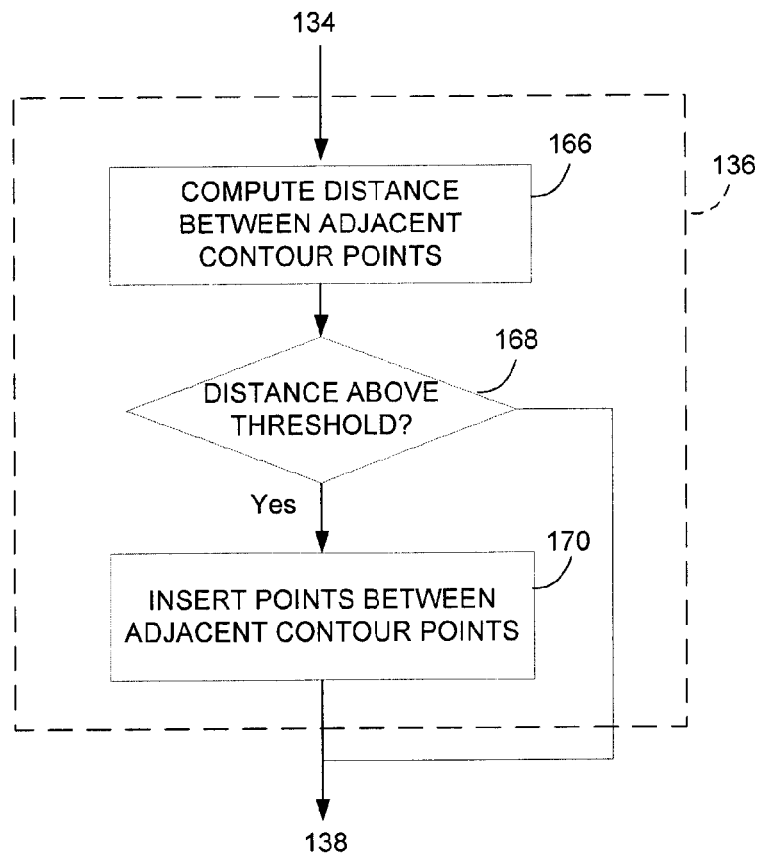 134
166
COMPUTE DISTANCE
BETWEEN ADJACENT
CONTOUR POINTS
136
168
DISTANCE ABOVE
THRESHOLD?
Yes
170
INSERT POINTS BETWEEN
ADJACENT CONTOUR POINTS
138